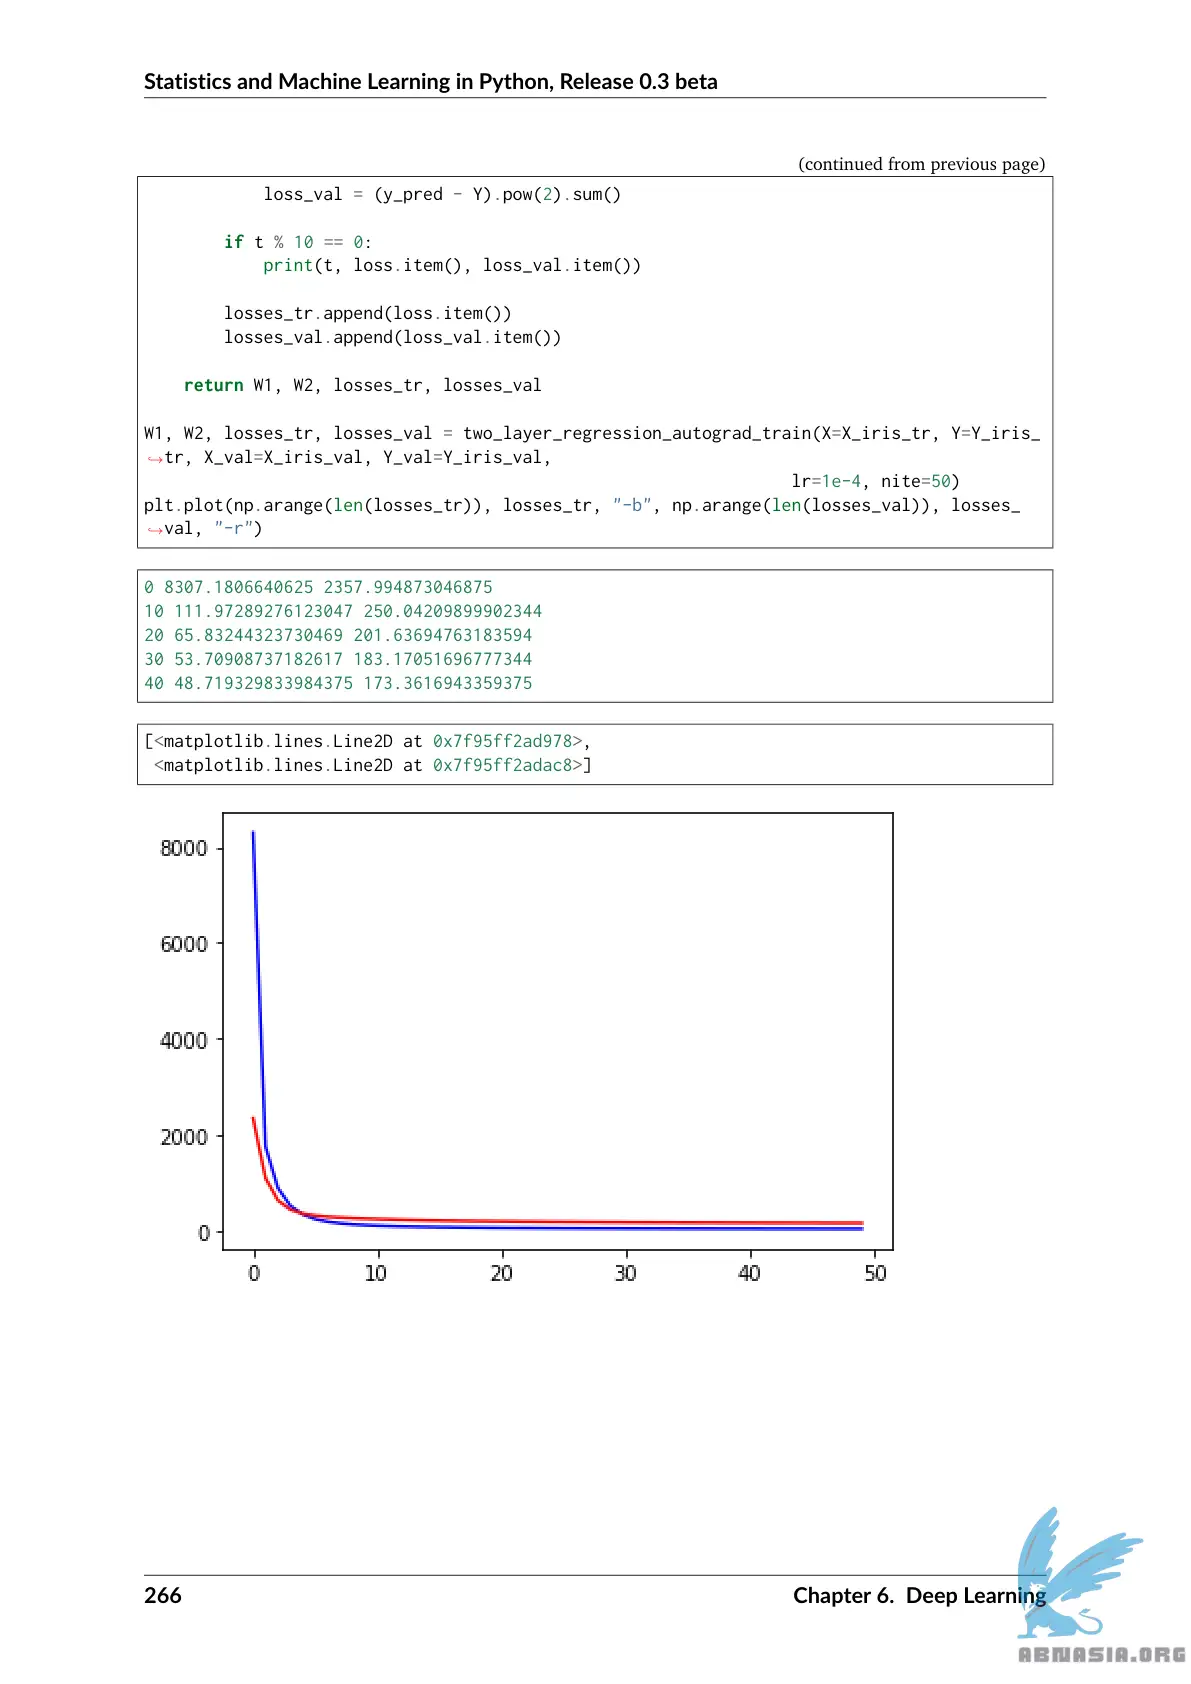 Statistics and Machine Learning in Python, Release 0.3 beta
(continued from previous page)
            loss_val = (y_pred - Y).pow(2).sum()
        if t % 10 == 0:
            print(t, loss.item(), loss_val.item())
        losses_tr.append(loss.item())
        losses_val.append(loss_val.item())
    return W1, W2, losses_tr, losses_val
W1, W2, losses_tr, losses_val = two_layer_regression_autograd_train(X=X_iris_tr, Y=Y_iris_
↪tr, X_val=X_iris_val, Y_val=Y_iris_val,
                                                                 lr=1e-4, nite=50)
plt.plot(np.arange(len(losses_tr)), losses_tr, "-b", np.arange(len(losses_val)), losses_
↪val, "-r")
0 8307.1806640625 2357.994873046875
10 111.97289276123047 250.04209899902344
20 65.83244323730469 201.63694763183594
30 53.70908737182617 183.17051696777344
40 48.719329833984375 173.3616943359375
[<matplotlib.lines.Line2D at 0x7f95ff2ad978>,
 <matplotlib.lines.Line2D at 0x7f95ff2adac8>]
8000
6000
4000
2000
0
0 10 20 30 40 50
266 Chapter 6. Deep Learning
ABNASIA.ORG